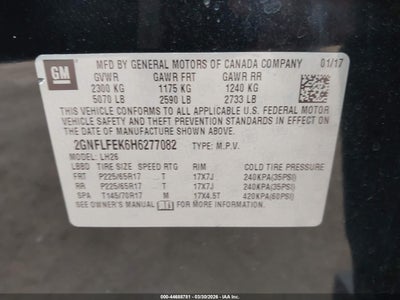 GM
MFD BY GENERAL MOTORS OF CANADA COMPANY 01/17
GVWR GAWR FRT GAWR RR
2300 KG 1175 KG 1240 KG
5070 LB 2590 LB 2733 LB
THIS VEHICLE CONFORMS TO ALL APPLICABLE U.S. FEDERAL MOTOR
VEHICLE SAFETY AND THEFT PREVENTION STANDARDS IN EFFECT ON
THE DATE OF MANUFACTURE SHOWN ABOVE.
2GNFLFEK5H6277082 TYPE: M.P.V.
MODEL: LH26
LBBD TIRE SIZE SPEED RTG RIM COLD TIRE PRESSURE
FRT P225/65R17 T 17X7J 240KPA(35PSI)
RR P225/65R17 T 17X7J 240KPA(35PSI)
SPA T145/70R17 M 17X4.5T 420KPA(60PSI)
SEE OWNER'S MANUAL FOR MORE INFORMATION.
000-44688781 - 03/30/2026 -